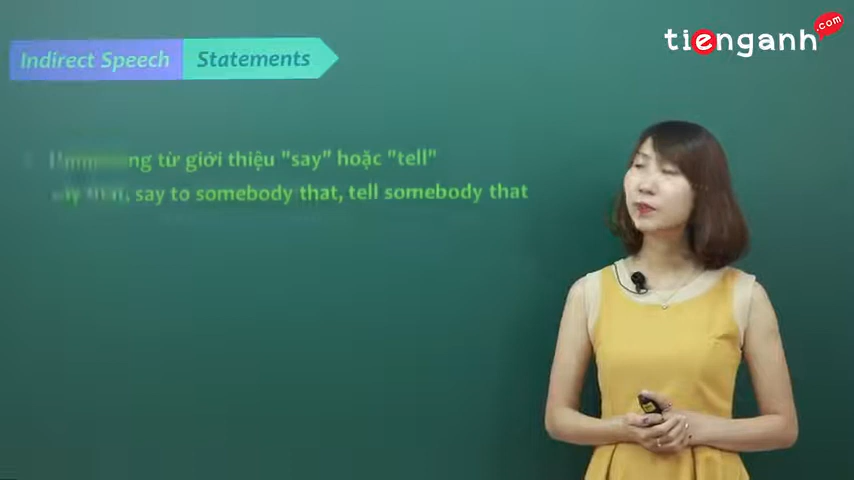 tienganh
.com
Indirect Speech
Statements
từ giới thiệu "say" hoặc "tell"
say to somebody that, tell somebody that